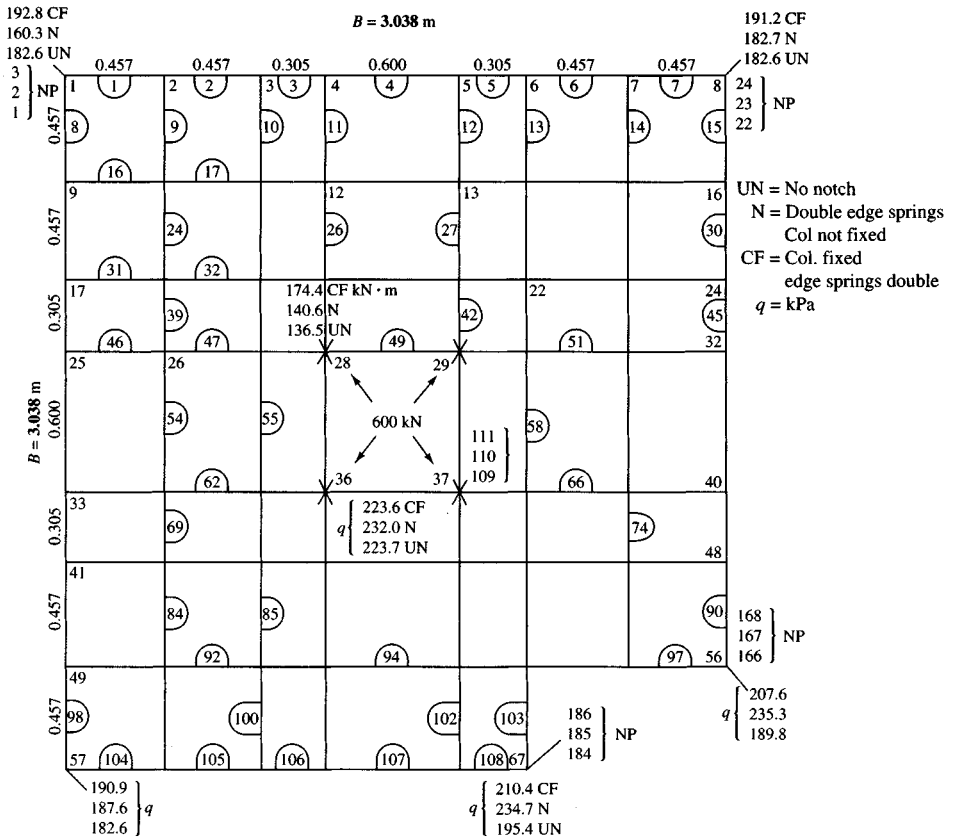 192.8 CF
160.3 N
182.6 UN
3
2
1
NP
B = 3.038 m
191.2 CF
182.7 N
182.6 UN
0.457 0.457 0.305 0.600 0.305 0.457 0.457
1 1 2 2 3 3 4 4 5 5 6 6 7 7 8
24
23
22
NP
0.457 8 9 10 11 12 13 14 15
16 17
9 12 13 16
UN = No notch
N = Double edge springs
Col not fixed
CF = Col. fixed
edge springs double
q = kPa
0.457 24 26 27 30
31 32
17 22 24
174.4 CF kN · m
140.6 N
136.5 UN
0.305 39 42 45
46 47 49 51 32
25 26 28 29
B = 3.038 m
0.600 54 55 600 kN 58
111
110
109
62 36 37 66 40
33
q
223.6 CF
232.0 N
223.7 UN
0.305 69 74
48
41
0.457 84 85 90
168
167
166
NP
92 94 97 56
49
q
207.6
235.3
189.8
0.457 98 100 102 103
57 104 105 106 107 108 67
186
185
184
NP
190.9
187.6
182.6
q
q
210.4 CF
234.7 N
195.4 UN